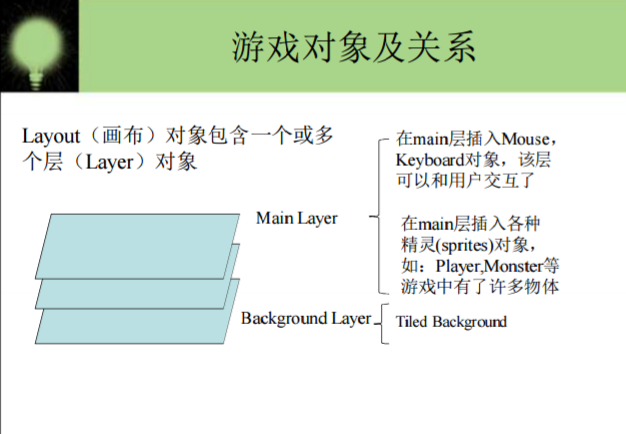 游戏对象及关系
Layout（画布）对象包含一个或多
个层（Layer）对象
在main层插入Mouse，
Keyboard对象，该层
可以和用户交互了
Main Layer
在main层插入各种
精灵(sprites)对象，
如：Player,Monster等
游戏中有了许多物体
Background Layer
Tiled Background